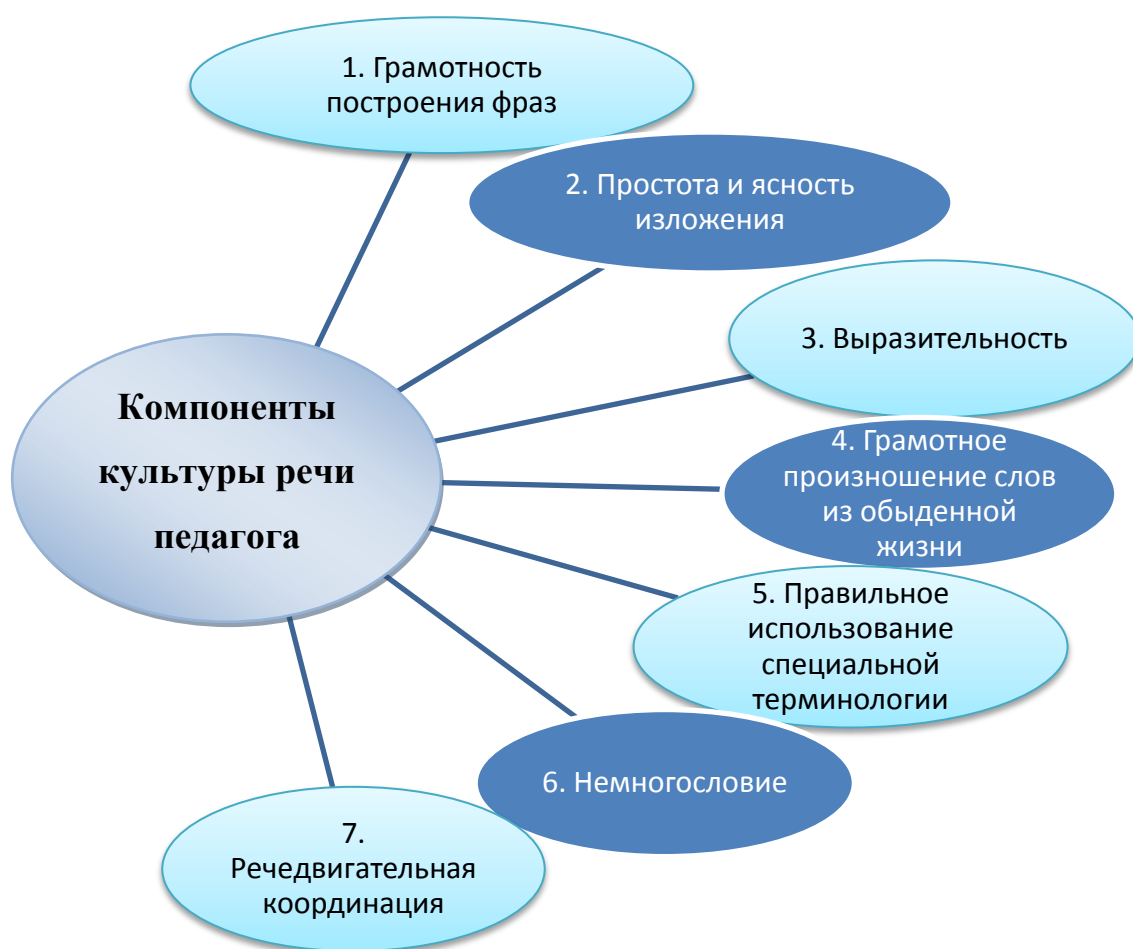 1. Грамотность
построения фраз
2. Простота и ясность
изложения
3. Выразительность
Компоненты
культуры речи
педагога
4. Грамотное
произношение слов
из обыденной
жизни
5. Правильное
использование
специальной
терминологии
6. Немногословие
7.
Речедвигательная
координация